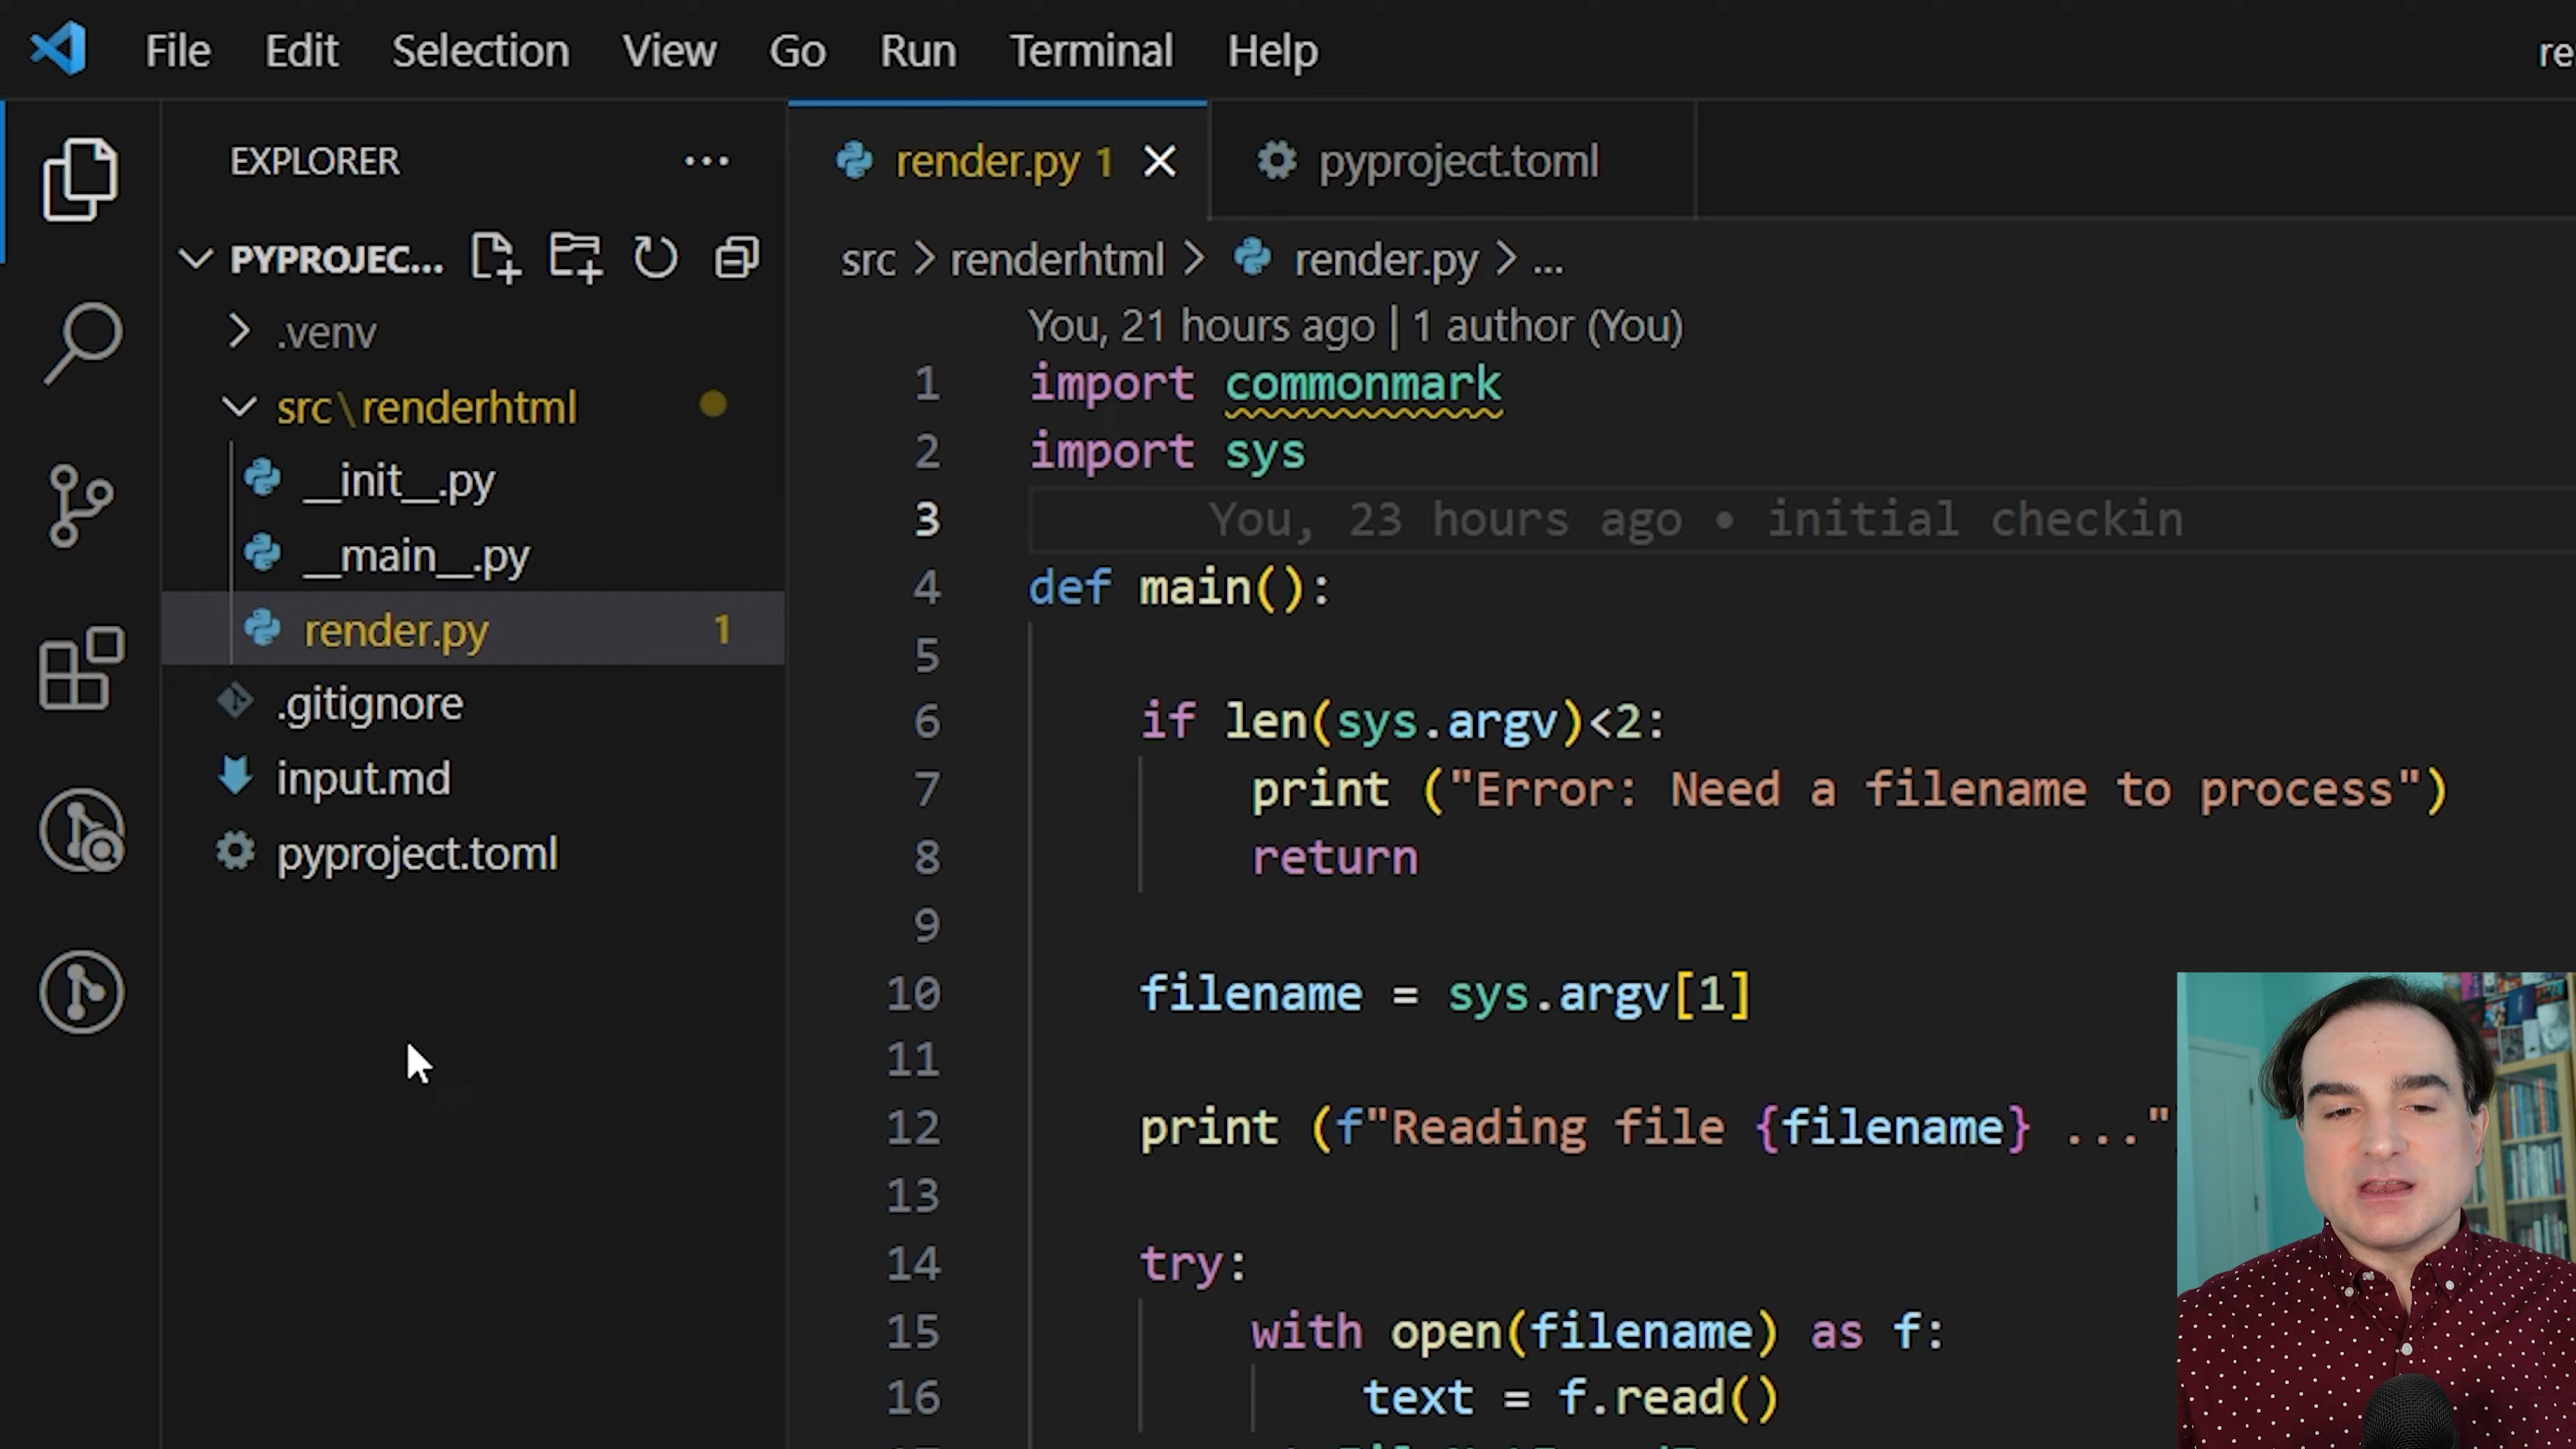 File Edit Selection View Go Run Terminal Help
re
EXPLORER ...
PYPROJEC...
.venv
src\renderhtml
__init__.py
__main__.py
render.py 1
.gitignore
input.md
pyproject.toml
render.py 1
pyproject.toml
src > renderhtml > render.py > ...
You, 21 hours ago | 1 author (You)
1 import commonmark
2 import sys
3 You, 23 hours ago • initial checkin
4 def main():
5
6 if len(sys.argv)<2:
7 print ("Error: Need a filename to process")
8 return
9
10 filename = sys.argv[1]
11
12 print (f"Reading file {filename} ..."
13
14 try:
15 with open(filename) as f:
16 text = f.read()